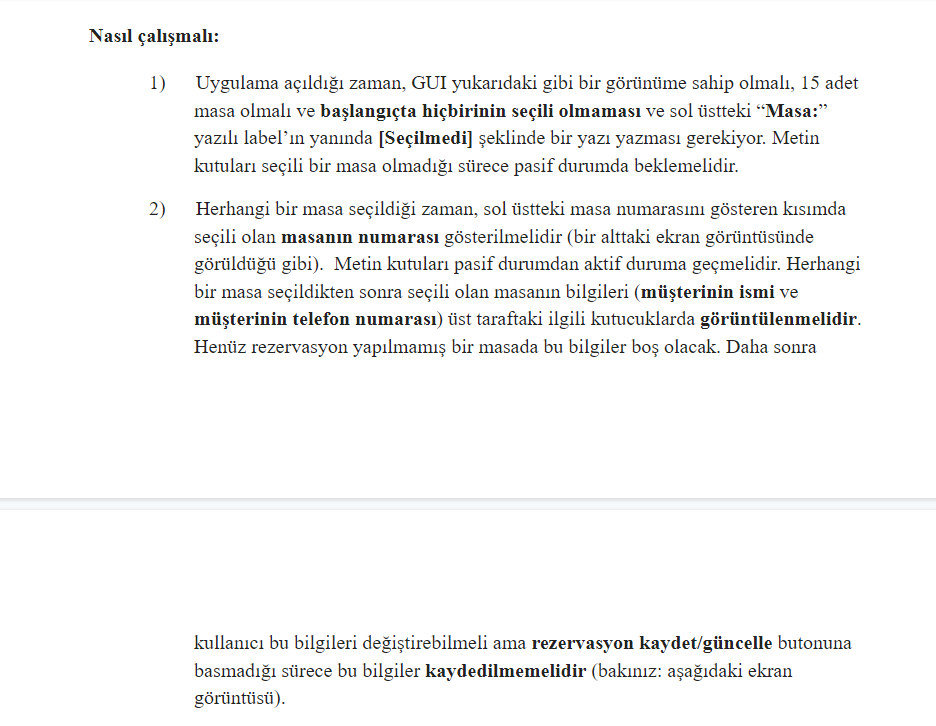 Nasıl çalışmalı:
1) Uygulama açıldığı zaman, GUI yukarıdaki gibi bir görünüme sahip olmalı, 15 adet
masa olmalı ve başlangıçta hiçbirinin seçili olmaması ve sol üstteki “Masa:”
yazılı label’ın yanında [Seçilmedi] şeklinde bir yazı yazması gerekiyor. Metin
kutuları seçili bir masa olmadığı sürece pasif durumda beklemelidir.
2) Herhangi bir masa seçildiği zaman, sol üstteki masa numarasını gösteren kısımda
seçili olan masanın numarası gösterilmelidir (bir alttaki ekran görüntüsünde
görüldüğü gibi). Metin kutuları pasif durumdan aktif duruma geçmelidir. Herhangi
bir masa seçildikten sonra seçili olan masanın bilgileri (müşterinin ismi ve
müşterinin telefon numarası) üst taraftaki ilgili kutucuklarda görüntülenmelidir.
Henüz rezervasyon yapılmamış bir masada bu bilgiler boş olacak. Daha sonra
kullanıcı bu bilgileri değiştirebilmeli ama rezervasyon kaydet/güncelle butonuna
basmadığı sürece bu bilgiler kaydedilmemelidir (bakınız: aşağıdaki ekran
görüntüsü).